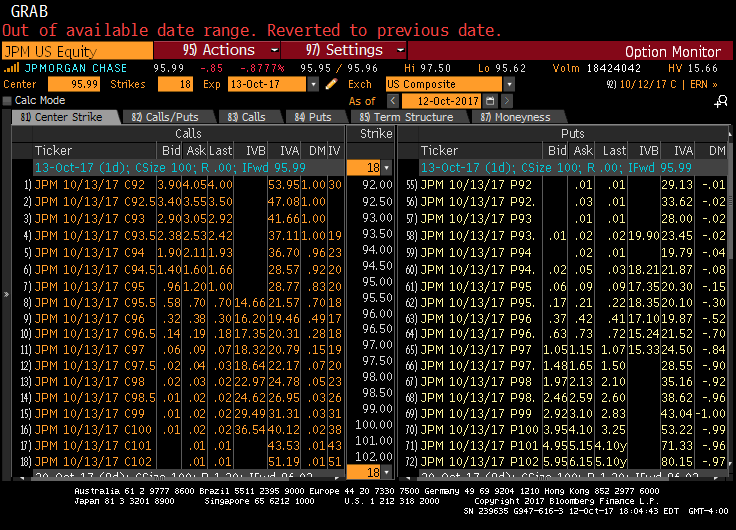 GRAB
Out of available date range. Reverted to previous date.
JPM US Equity 95) Actions 97) Settings Option Monitor
JPMORGAN CHASE 95.99 -.85 -.8777% 95.95 / 95.96 Hi 97.50 Lo 95.62 Volm 18424042 HV 15.66
Center 95.99 Strikes 18 Exp 13-Oct-17 Exch US Composite 92) 10/12/17 C | ERN »
Calc Mode As of < 12-Oct-2017 >
81) Center Strike 82) Calls/Puts 83) Calls 84) Puts 85) Term Structure 87) Moneyness
Calls Strike Puts
Ticker Bid Ask Last IVB IVA DM IV Ticker Bid Ask Last IVB IVA DM
13-Oct-17 (1d); CSize 100; R .00; IFwd 95.99 18 13-Oct-17 (1d); CSize 100; R .00; IFwd 95.99
1) JPM 10/13/17 C92 3.90 4.05 4.00 53.95 1.00 30 92.00 55) JPM 10/13/17 P92 .01 .01 29.13 -.01
2) JPM 10/13/17 C92.5 3.40 3.55 3.50 47.08 1.00 92.50 56) JPM 10/13/17 P92. .03 .01 33.62 -.02
3) JPM 10/13/17 C93 2.90 3.05 2.92 41.66 1.00 93.00 57) JPM 10/13/17 P93 .01 .01 28.00 -.02
4) JPM 10/13/17 C93.5 2.38 2.53 2.42 37.11 1.00 19 93.50 58) JPM 10/13/17 P93. .01 .02 .01 19.90 23.45 -.02
5) JPM 10/13/17 C94 1.90 2.11 1.93 36.70 .96 23 94.00 59) JPM 10/13/17 P94 .02 .01 19.79 -.04
6) JPM 10/13/17 C94.5 1.40 1.60 1.66 28.57 .92 20 94.50 60) JPM 10/13/17 P94. .02 .05 .03 18.21 21.87 -.08
7) JPM 10/13/17 C95 .96 1.20 1.00 28.77 .83 20 95.00 61) JPM 10/13/17 P95 .06 .09 .09 17.35 20.30 -.15
8) JPM 10/13/17 C95.5 .58 .70 .70 14.66 21.57 .70 18 95.50 62) JPM 10/13/17 P95. .17 .21 .22 18.35 20.10 -.30
9) JPM 10/13/17 C96 .32 .38 .30 16.20 19.46 .49 17 96.00 63) JPM 10/13/17 P96 .37 .42 .41 17.10 19.87 -.52
10) JPM 10/13/17 C96.5 .14 .19 .18 17.35 20.31 .28 18 96.50 64) JPM 10/13/17 P96. .63 .73 .72 15.24 21.52 -.70
11) JPM 10/13/17 C97 .06 .09 .07 18.32 20.79 .15 19 97.00 65) JPM 10/13/17 P97 1.05 1.15 1.07 15.33 24.50 -.84
12) JPM 10/13/17 C97.5 .02 .04 .03 18.64 22.17 .07 20 97.50 66) JPM 10/13/17 P97. 1.48 1.65 1.50 28.55 -.90
13) JPM 10/13/17 C98 .02 .03 .02 22.97 24.78 .05 23 98.00 67) JPM 10/13/17 P98 1.97 2.13 2.10 35.16 -.92
14) JPM 10/13/17 C98.5 .01 .02 .02 24.62 26.95 .03 26 98.50 68) JPM 10/13/17 P98. 2.46 2.59 2.60 38.62 -.96
15) JPM 10/13/17 C99 .01 .02 .02 29.49 31.31 .03 31 99.00 69) JPM 10/13/17 P99 2.92 3.10 2.83 43.04 -1.00
16) JPM 10/13/17 C100 .01 .02 .02 36.54 40.12 .02 38 100.00 70) JPM 10/13/17 P100 3.95 4.10 3.25 53.22 -.99
17) JPM 10/13/17 C101 .01 .01 43.53 .01 43 101.00 71) JPM 10/13/17 P101 4.95 5.15 4.10y 71.33 -.96
18) JPM 10/13/17 C102 .01 .01 51.19 .01 51 102.00 72) JPM 10/13/17 P102 5.95 6.15 4.10y 80.15 -.97
18
Australia 61 2 9777 8600 Brazil 5511 2395 9000 Europe 44 20 7330 7500 Germany 49 69 9204 1210 Hong Kong 852 2977 6000
Japan 81 3 3201 8900 Singapore 65 6212 1000 U.S. 1 212 318 2000 Copyright 2017 Bloomberg Finance L.P.
SN 239635 G947-616-3 12-Oct-17 18:04:43 EDT GMT-4:00